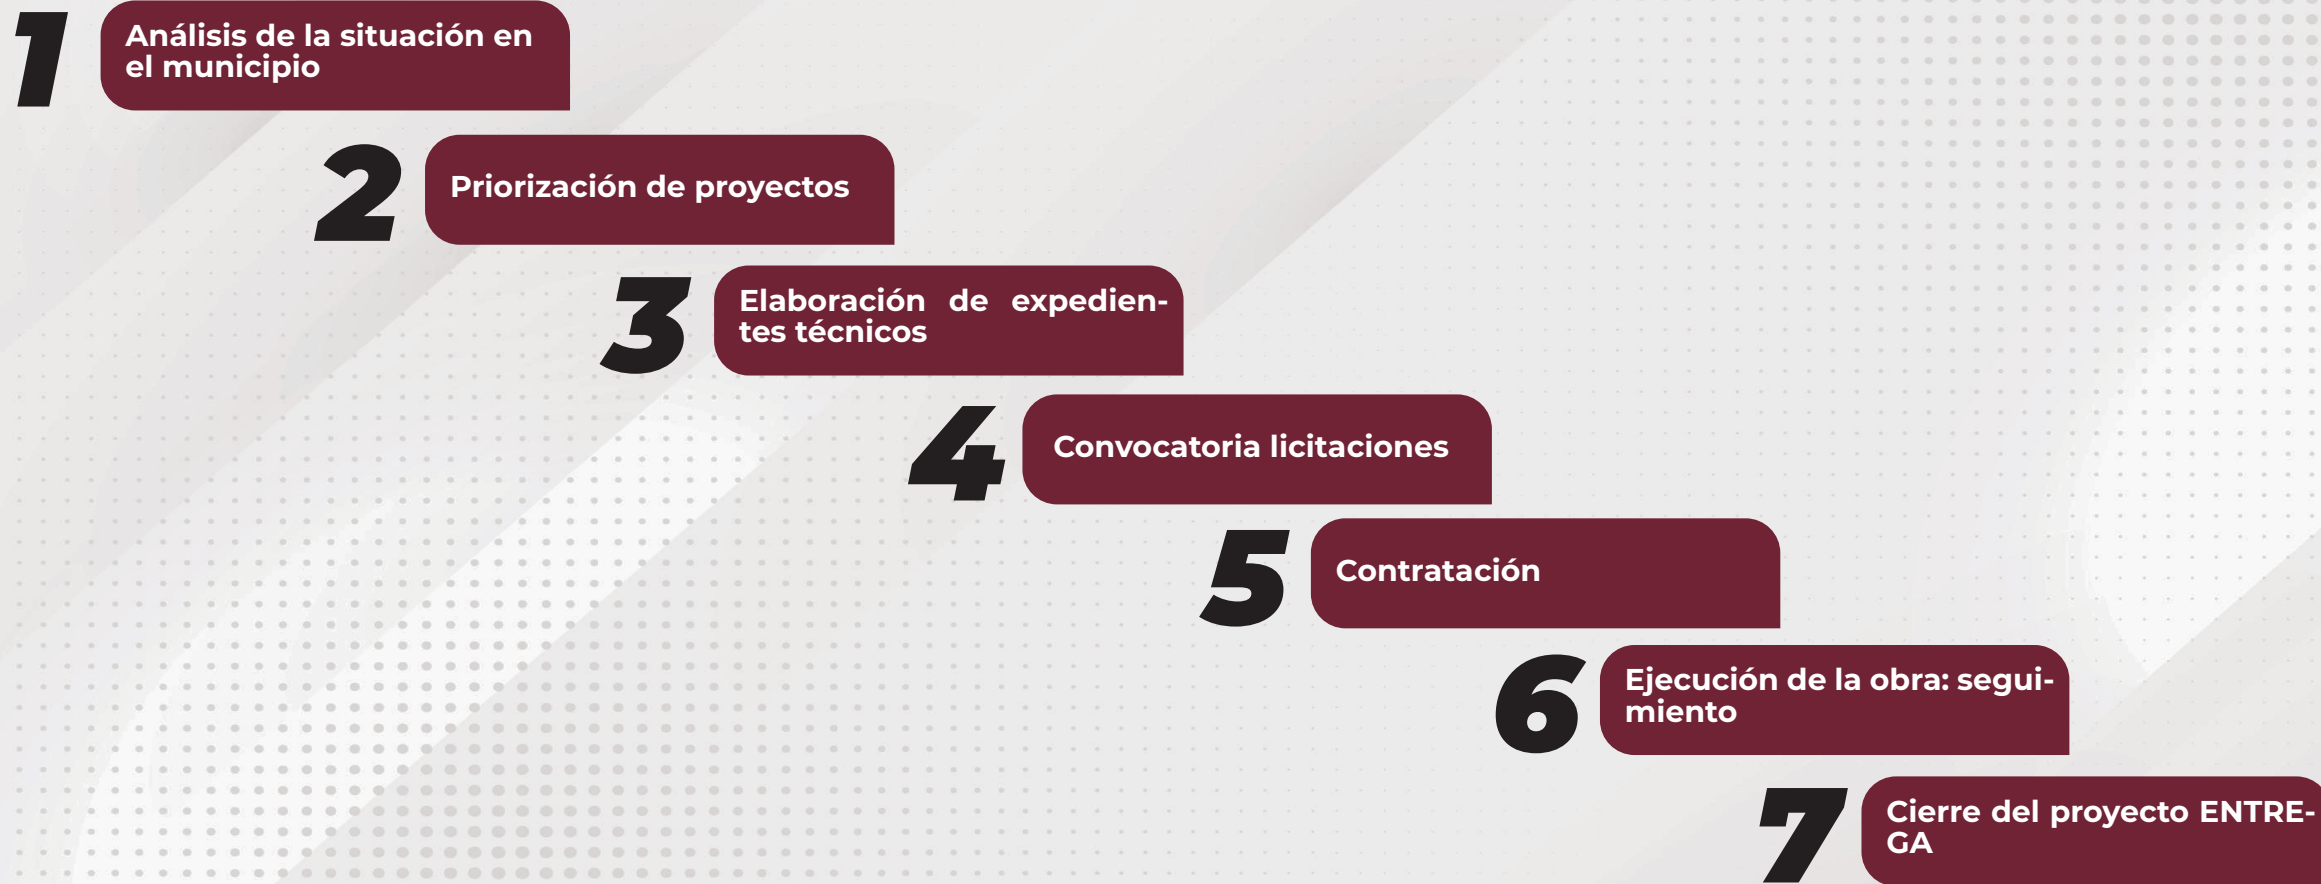 1
Análisis de la situación en
el municipio
2
Priorización de proyectos
3
Elaboración de expedien-
tes técnicos
4
Convocatoria licitaciones
5
Contratación
6
Ejecución de la obra: segui-
miento
7
Cierre del proyecto ENTRE-
GA